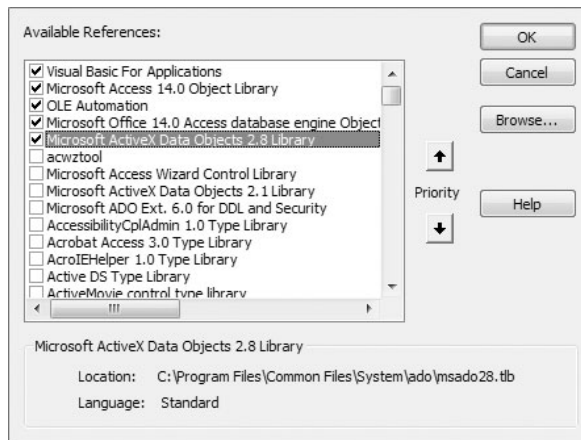 Available References:
Visual Basic For Applications
Microsoft Access 14.0 Object Library
OLE Automation
Microsoft Office 14.0 Access database engine Object
Microsoft ActiveX Data Objects 2.8 Library
acwztool
Microsoft Access Wizard Control Library
Microsoft ActiveX Data Objects 2.1 Library
Microsoft ADO Ext. 6.0 for DDL and Security
AccessibilityCplAdmin 1.0 Type Library
Acrobat Access 3.0 Type Library
AcroIEHelper 1.0 Type Library
Active DS Type Library
ActiveMovie control type library
OK
Cancel
Browse...
Priority
Help
Microsoft ActiveX Data Objects 2.8 Library
Location: C:\Program Files\Common Files\System\ado\msado28.tlb
Language: Standard